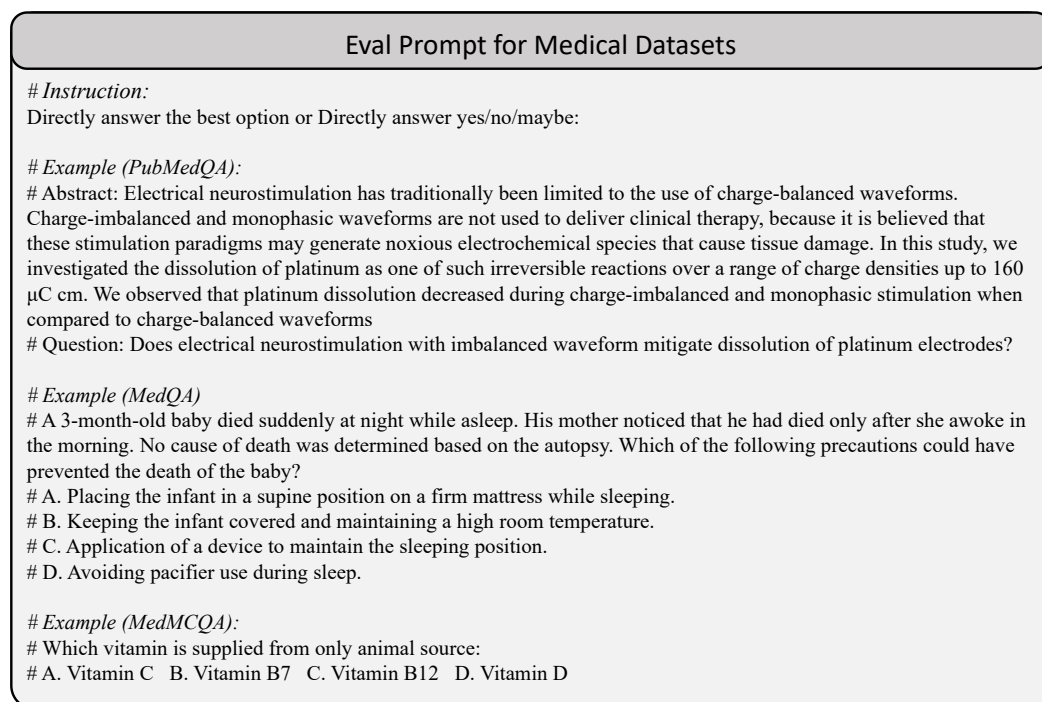 Eval Prompt for Medical Datasets
# Instruction:
Directly answer the best option or Directly answer yes/no/maybe:
# Example (PubMedQA):
# Abstract: Electrical neurostimulation has traditionally been limited to the use of charge-balanced waveforms.
Charge-imbalanced and monophasic waveforms are not used to deliver clinical therapy, because it is believed that
these stimulation paradigms may generate noxious electrochemical species that cause tissue damage. In this study, we
investigated the dissolution of platinum as one of such irreversible reactions over a range of charge densities up to 160
μC cm. We observed that platinum dissolution decreased during charge-imbalanced and monophasic stimulation when
compared to charge-balanced waveforms
# Question: Does electrical neurostimulation with imbalanced waveform mitigate dissolution of platinum electrodes?
# Example (MedQA)
# A 3-month-old baby died suddenly at night while asleep. His mother noticed that he had died only after she awoke in
the morning. No cause of death was determined based on the autopsy. Which of the following precautions could have
prevented the death of the baby?
# A. Placing the infant in a supine position on a firm mattress while sleeping.
# B. Keeping the infant covered and maintaining a high room temperature.
# C. Application of a device to maintain the sleeping position.
# D. Avoiding pacifier use during sleep.
# Example (MedMCQA):
# Which vitamin is supplied from only animal source:
# A. Vitamin C B. Vitamin B7 C. Vitamin B12 D. Vitamin D